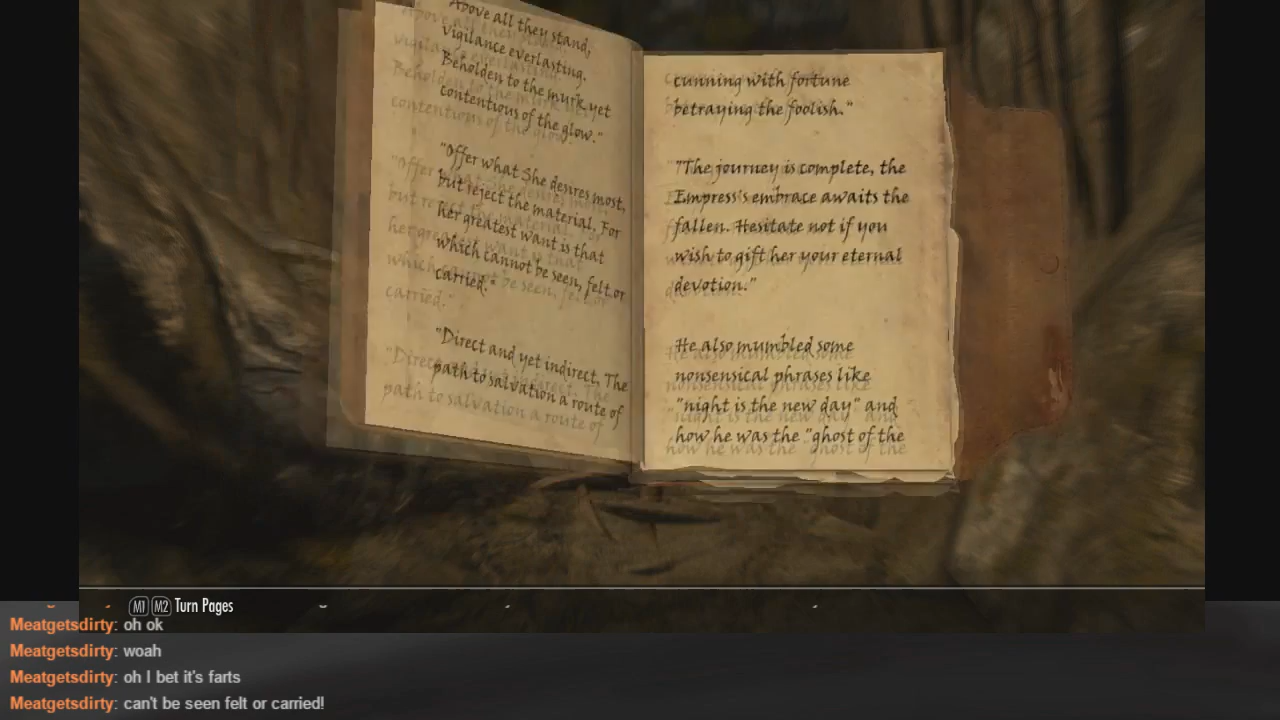 Above all they stand,
vigilance everlasting.
Beholden to the murk yet
contentious of the glow."
"Offer what She desires most,
but reject the material. For
her greatest want is that
which cannot be seen, felt or
carried."
"Direct and yet indirect. The
path to salvation a route of
cunning with fortune
betraying the foolish."
"The journey is complete, the
Empress's embrace awaits the
fallen. Hesitate not if you
wish to gift her your eternal
devotion."
He also mumbled some
nonsensical phrases like
"night is the new day" and
how he was the "ghost of the
M1 M2 Turn Pages
Meatgetsdirty: oh ok
Meatgetsdirty: woah
Meatgetsdirty: oh I bet it's farts
Meatgetsdirty: can't be seen felt or carried!